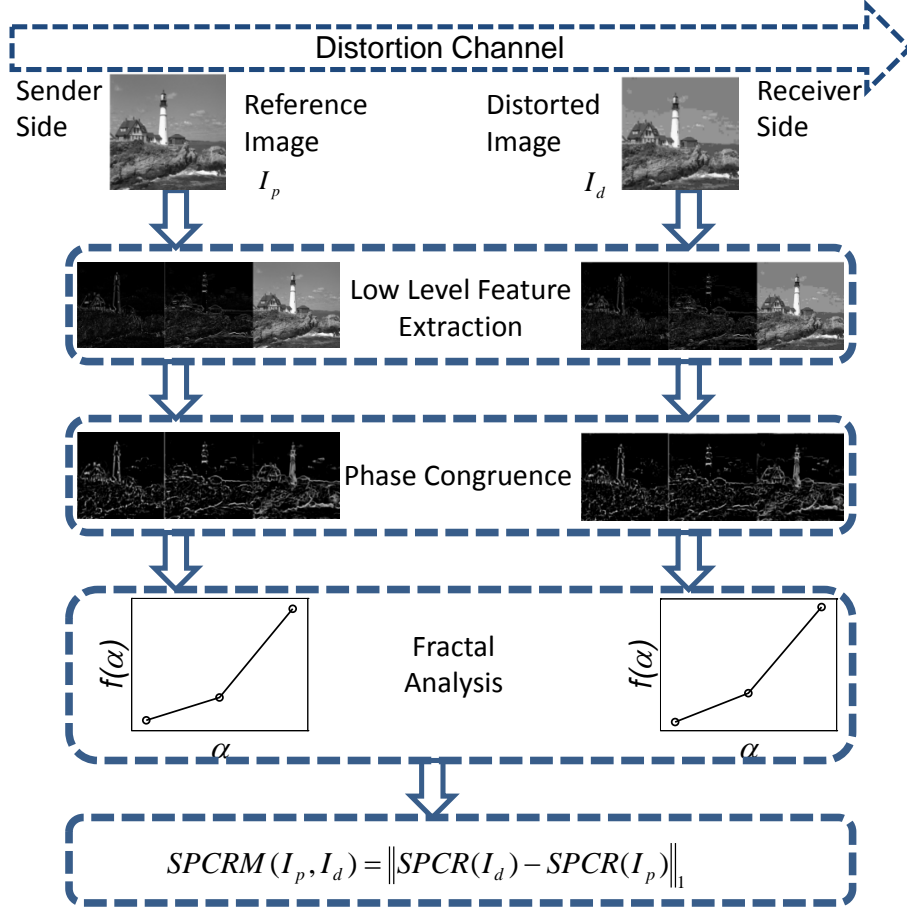 Distortion Channel
Sender
Side
Reference
Image
I_p
Distorted
Image
I_d
Receiver
Side
Low Level Feature
Extraction
Phase Congruence
f(α)
α
Fractal
Analysis
f(α)
α
SPCRM(I_p, I_d) = ‖SPCR(I_d) − SPCR(I_p)‖_1